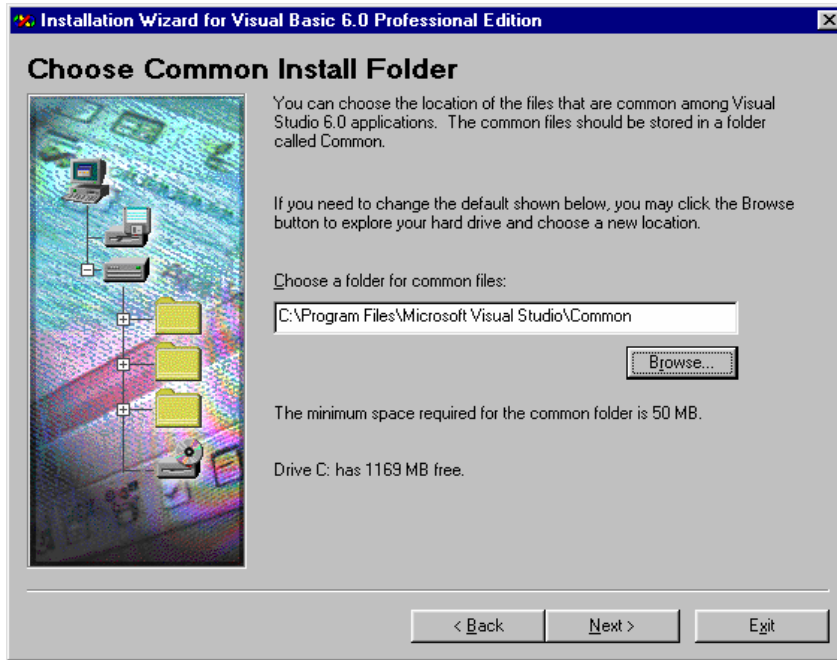 Installation Wizard for Visual Basic 6.0 Professional Edition
Choose Common Install Folder
You can choose the location of the files that are common among Visual
Studio 6.0 applications.  The common files should be stored in a folder
called Common.
If you need to change the default shown below, you may click the Browse
button to explore your hard drive and choose a new location.
Choose a folder for common files:
C:\Program Files\Microsoft Visual Studio\Common
Browse...
The minimum space required for the common folder is 50 MB.
Drive C: has 1169 MB free.
< Back
Next >
Exit